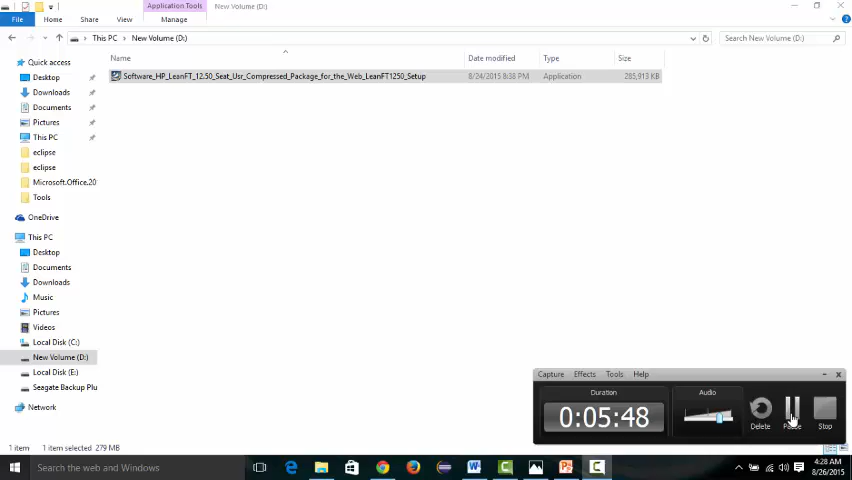 Application Tools
New Volume (D:)
File
Home
Share
View
Manage
This PC
New Volume (D:)
Search New Volume (D:)
Name
Date modified
Type
Size
Software_HP_LeanFT_12.50_Seat_Usr_Compressed_Package_for_the_Web_LeanFT1250_Setup
8/24/2015 8:38 PM
Application
285,913 KB
Quick access
Desktop
Downloads
Documents
Pictures
This PC
eclipse
eclipse
Microsoft.Office.20
Tools
OneDrive
This PC
Desktop
Documents
Downloads
Music
Pictures
Videos
Local Disk (C:)
New Volume (D:)
Local Disk (E:)
Seagate Backup Plu
Network
Capture
Effects
Tools
Help
Duration
0:05:48
Audio
Delete
Pause
Stop
1 item
1 item selected 279 MB
Search the web and Windows
4:28 AM
8/26/2015